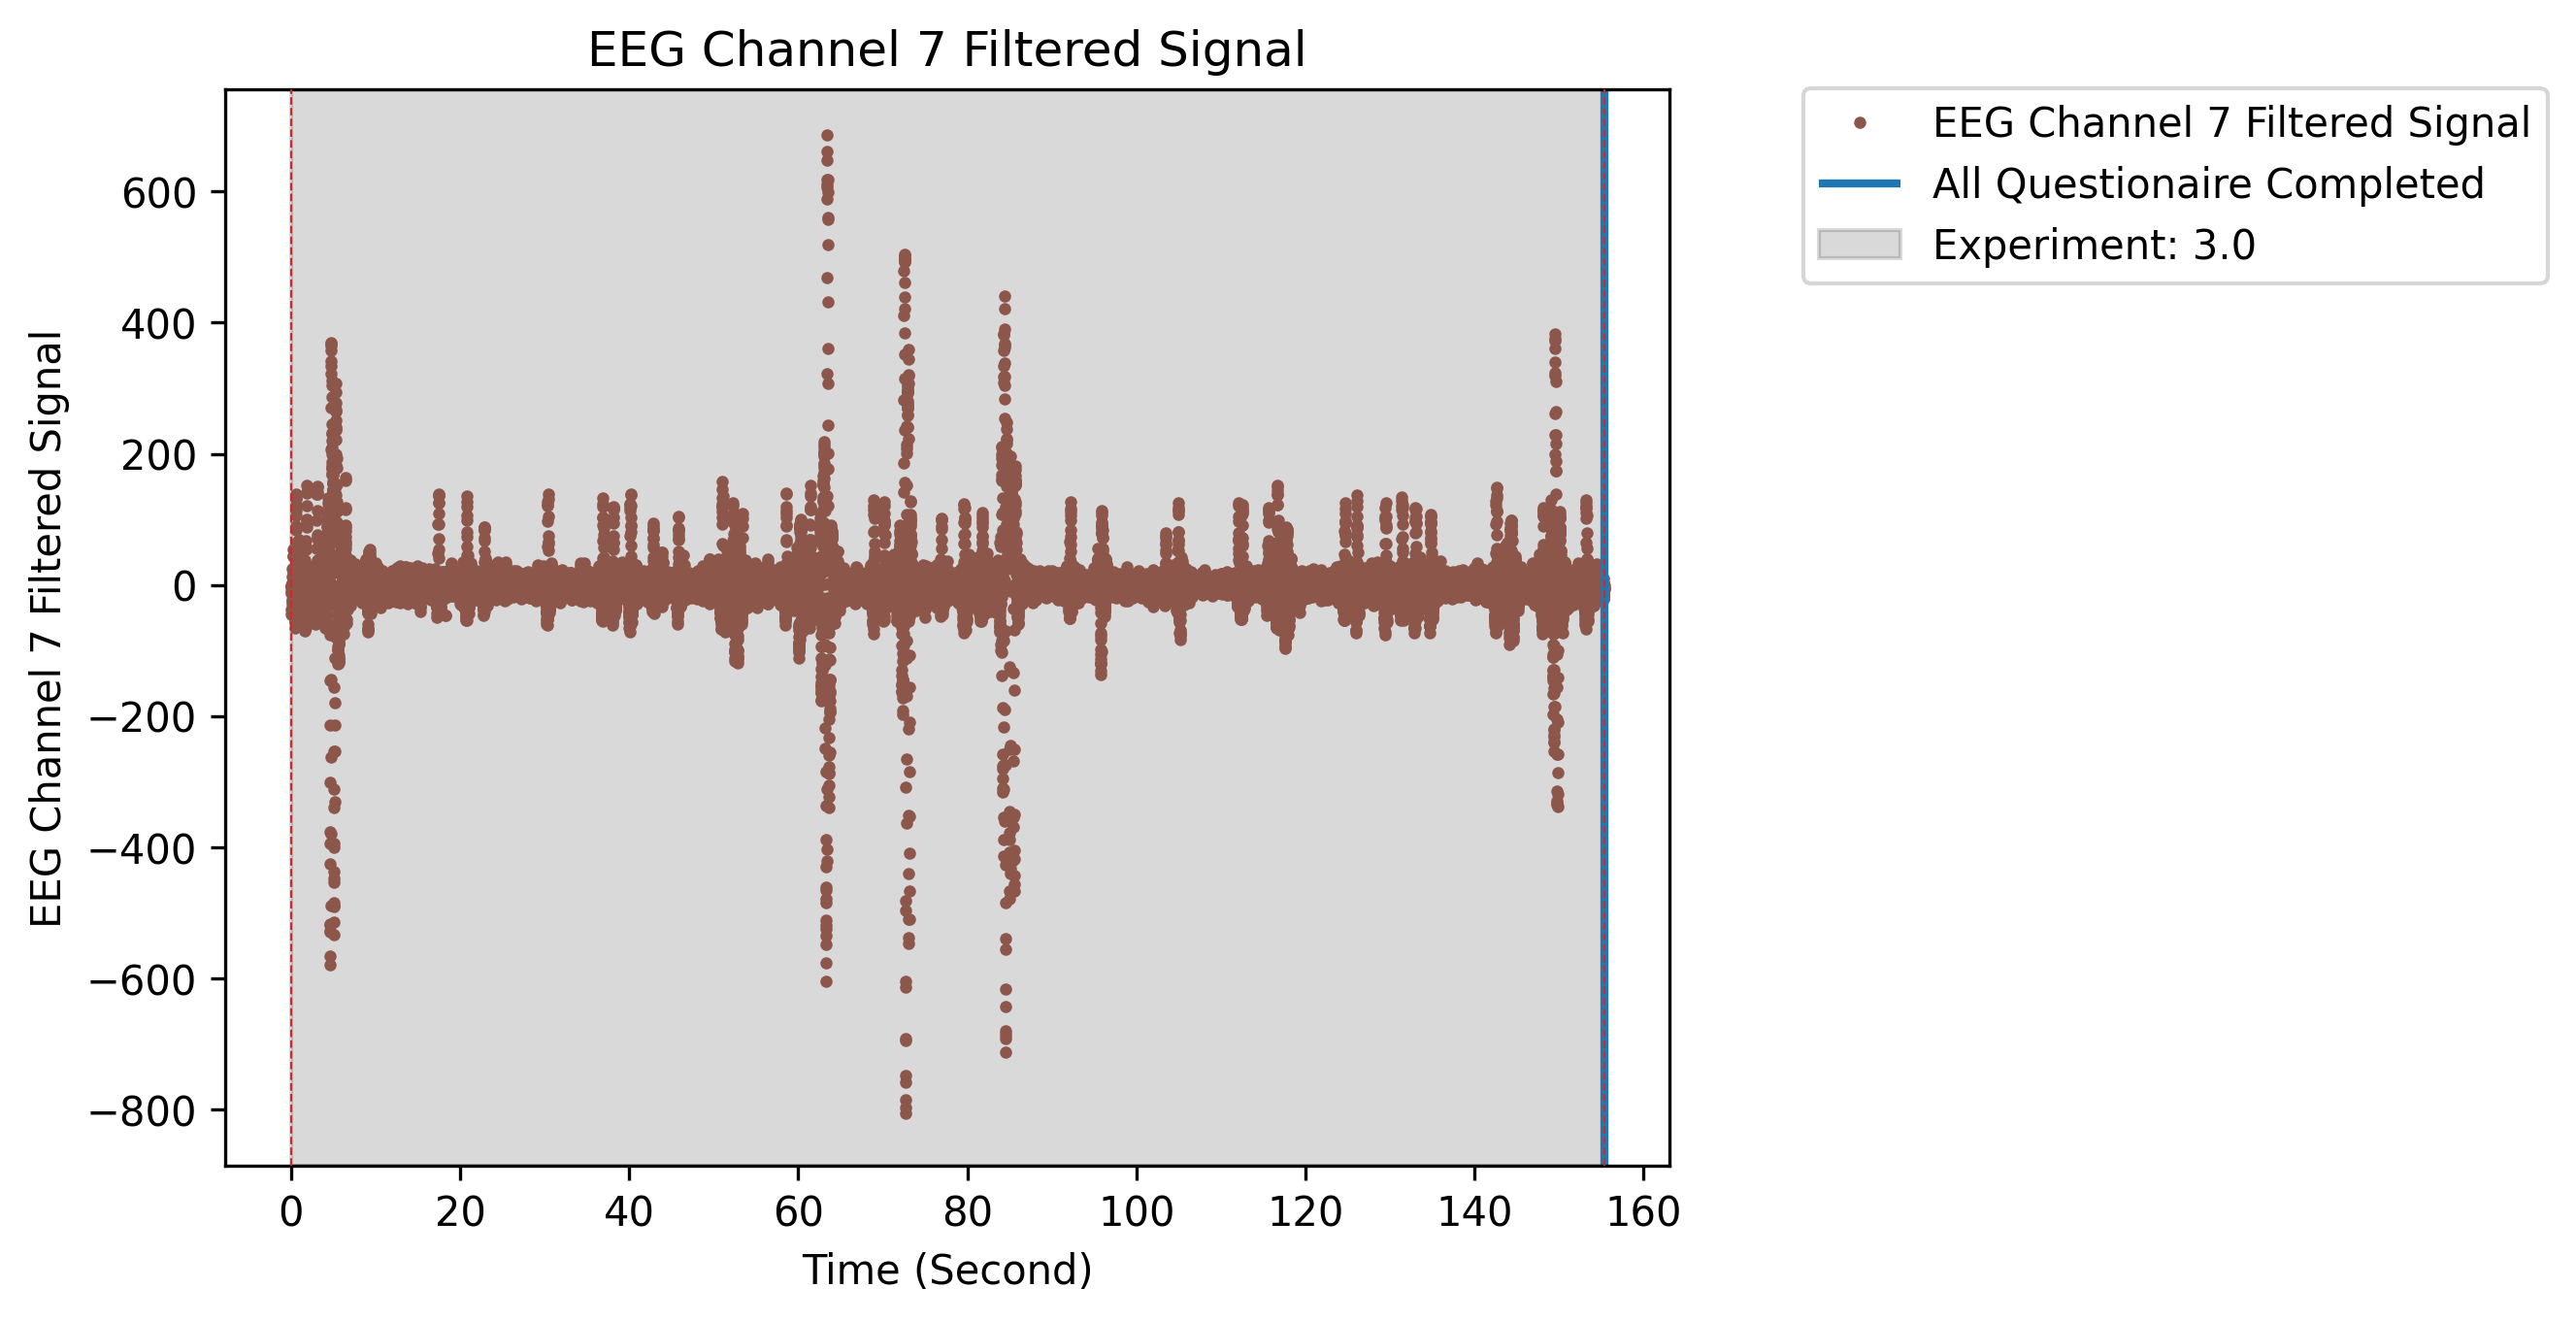 EEG Channel 7 Filtered Signal
EEG Channel 7 Filtered Signal
All Questionaire Completed
Experiment: 3.0
EEG Channel 7 Filtered Signal
600
400
200
0
−200
−400
−600
−800
0 20 40 60 80 100 120 140 160
Time (Second)